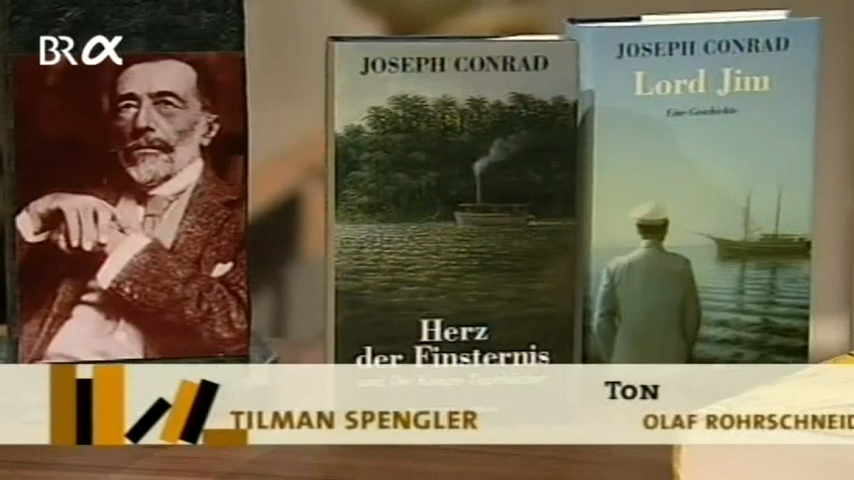 BR α
JOSEPH CONRAD
Herz
der Finsternis
JOSEPH CONRAD
Lord Jim
Eine Geschichte
TILMAN SPENGLER
TON
OLAF ROHRSCHNEID